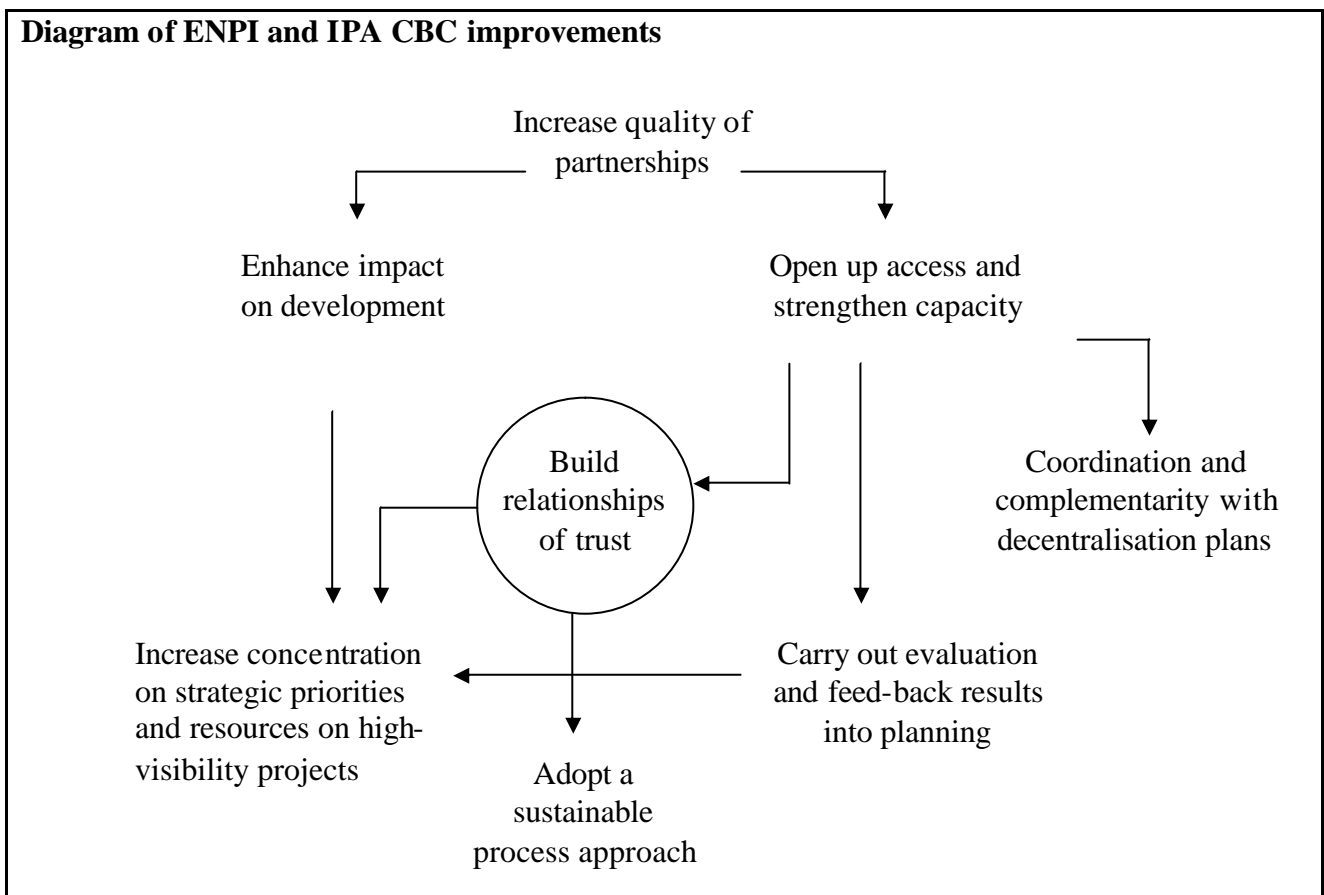 Diagram of ENPI and IPA CBC improvements
Increase quality of
partnerships
Enhance impact
on development
Open up access and
strengthen capacity
Build
relationships
of trust
Coordination and
complementarity with
decentralisation plans
Increase concentration
on strategic priorities
and resources on high-
visibility projects
Carry out evaluation
and feed-back results
into planning
Adopt a
sustainable
process approach